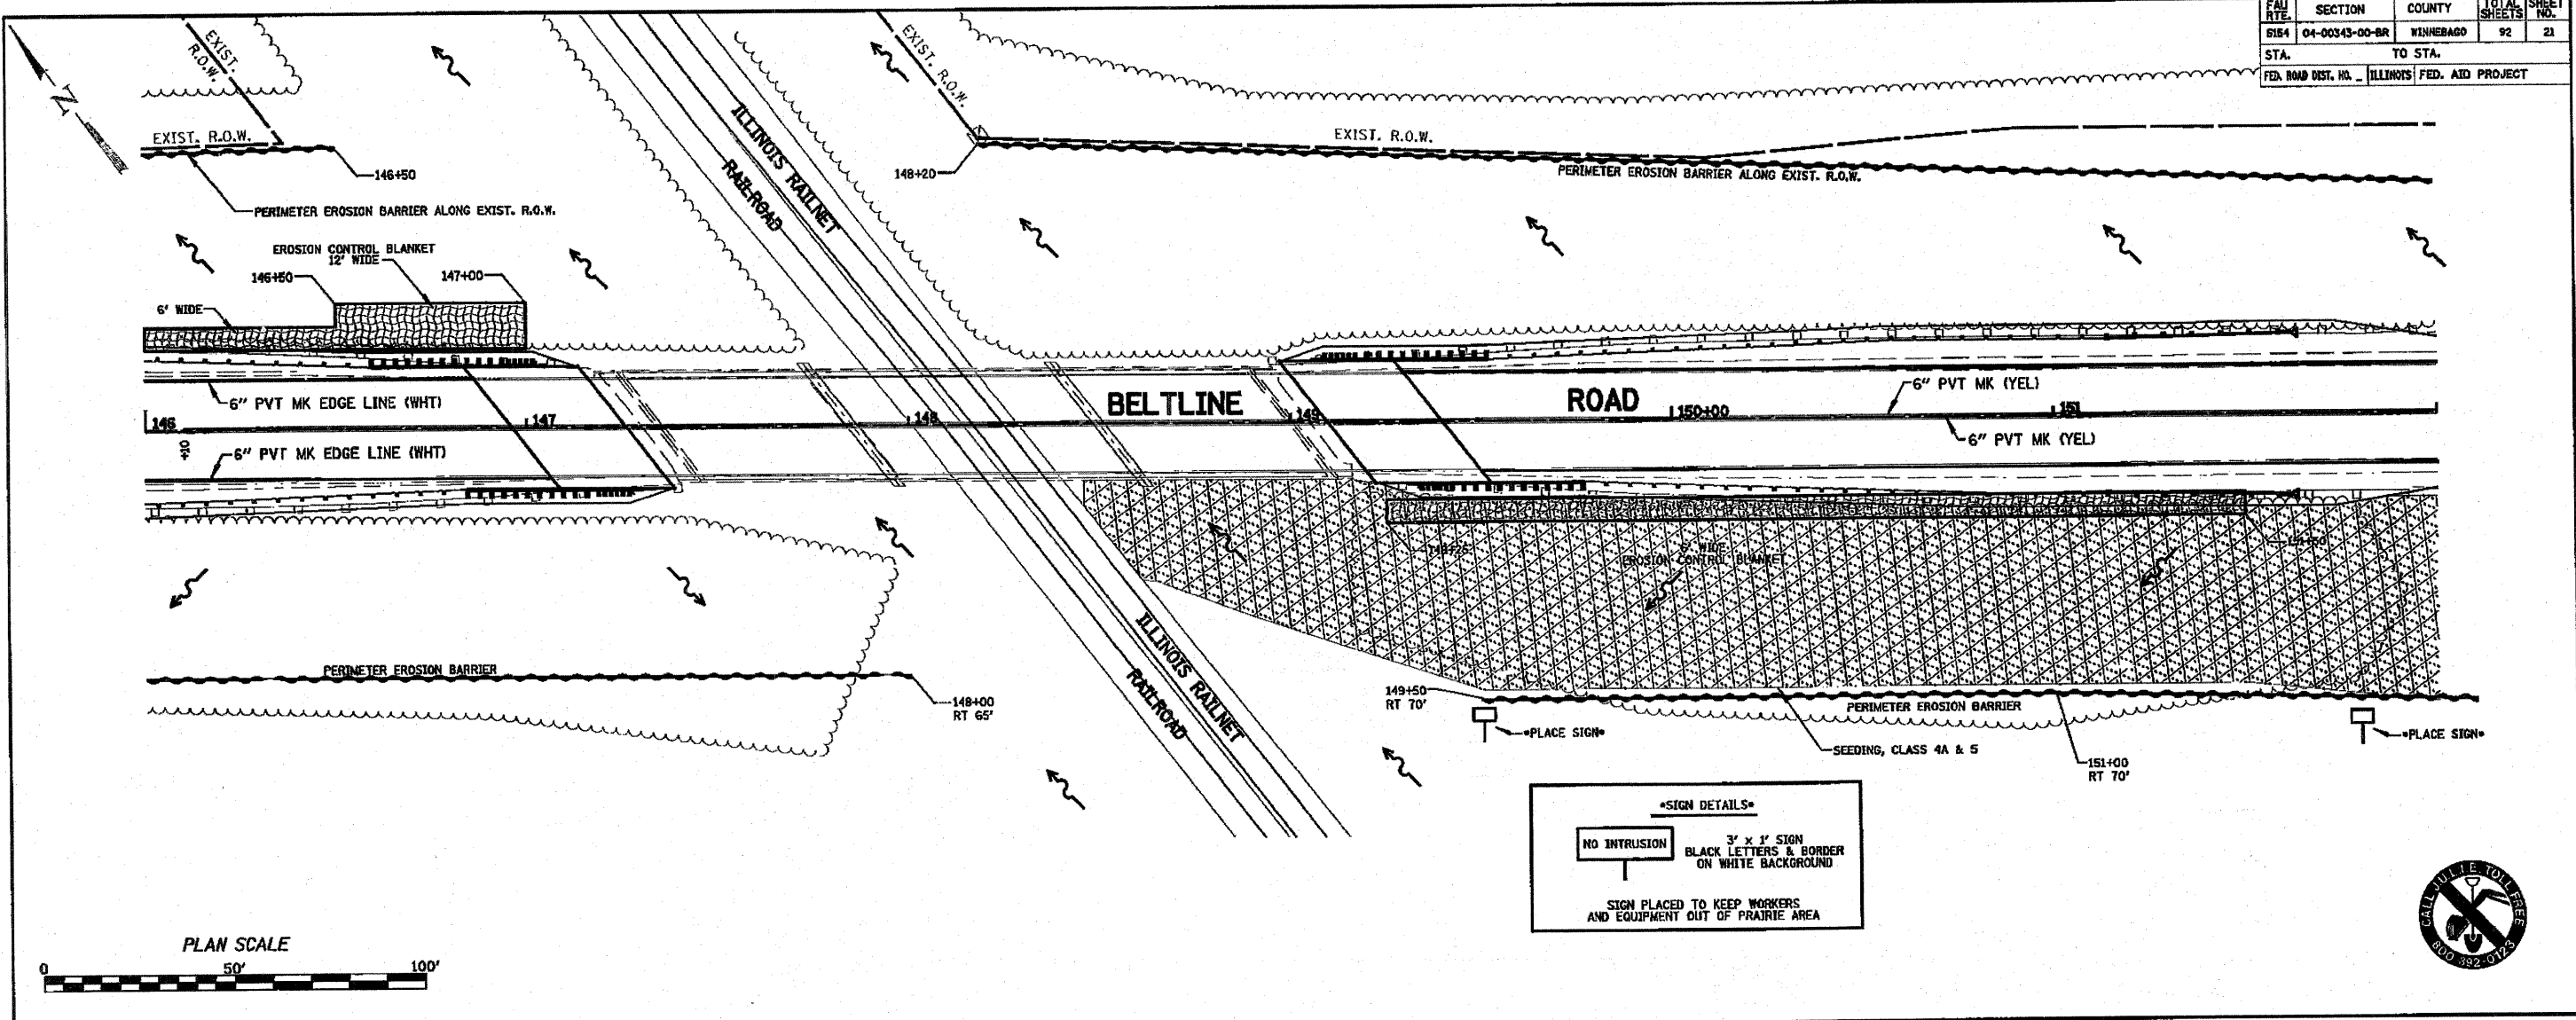 FAU RTE. SECTION COUNTY TOTAL SHEETS SHEET NO.
5154 04-00343-00-BR WINNEBAGO 92 21
STA. TO STA.
FED. ROAD DIST. NO. _ ILLINOIS FED. AID PROJECT
N
EXIST. R.O.W.
EXIST. R.O.W.
EXIST. R.O.W.
EXIST. R.O.W.
146+50
148+20
PERIMETER EROSION BARRIER ALONG EXIST. R.O.W.
PERIMETER EROSION BARRIER ALONG EXIST. R.O.W.
ILLINOIS RAILNET
RAILROAD
EROSION CONTROL BLANKET
12' WIDE
146+50
147+00
6' WIDE
6" PVT MK EDGE LINE (WHT)
6" PVT MK EDGE LINE (WHT)
146
147
148
BELTLINE
149
ROAD
150+00
151
6" PVT MK (YEL)
6" PVT MK (YEL)
6' WIDE
EROSION CONTROL BLANKET
PERIMETER EROSION BARRIER
148+00
RT 65'
ILLINOIS RAILNET
RAILROAD
149+50
RT 70'
PERIMETER EROSION BARRIER
*PLACE SIGN*
*PLACE SIGN*
SEEDING, CLASS 4A & 5
151+00
RT 70'
*SIGN DETAILS*
NO INTRUSION
3' x 1' SIGN
BLACK LETTERS & BORDER
ON WHITE BACKGROUND
SIGN PLACED TO KEEP WORKERS
AND EQUIPMENT OUT OF PRAIRIE AREA
PLAN SCALE
0 50' 100'
CALL J.U.L.I.E. TOLL FREE
800 892-0123